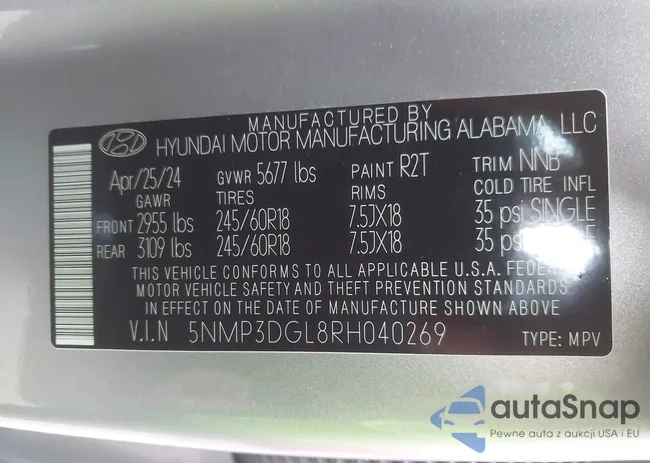 MANUFACTURED BY
HYUNDAI MOTOR MANUFACTURING ALABAMA, LLC
Apr/25/24 GVWR 5677 lbs PAINT R2T TRIM NNB
GAWR TIRES RIMS COLD TIRE INFL
FRONT 2955 lbs 245/60R18 7.5JX18 35 psi SINGLE
REAR 3109 lbs 245/60R18 7.5JX18 35 psi
THIS VEHICLE CONFORMS TO ALL APPLICABLE U.S.A.
MOTOR VEHICLE SAFETY AND THEFT PREVENTION STANDARDS
IN EFFECT ON THE DATE OF MANUFACTURE SHOWN ABOVE
V.I.N 5NMP3DGL8RH040269 TYPE: MPV
autaSnap
Pewne auta z aukcji USA i EU